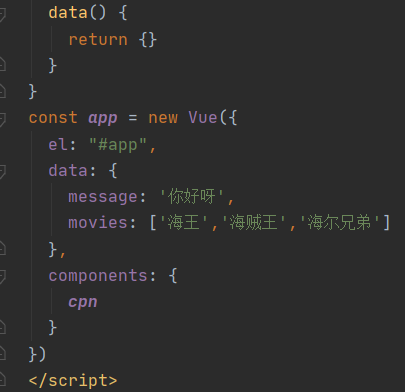 data() {
return {}
}
}
const app = new Vue({
el: "#app",
data: {
message: '你好呀',
movies: ['海王','海贼王','海尔兄弟']
},
components: {
cpn
}
})
</script>